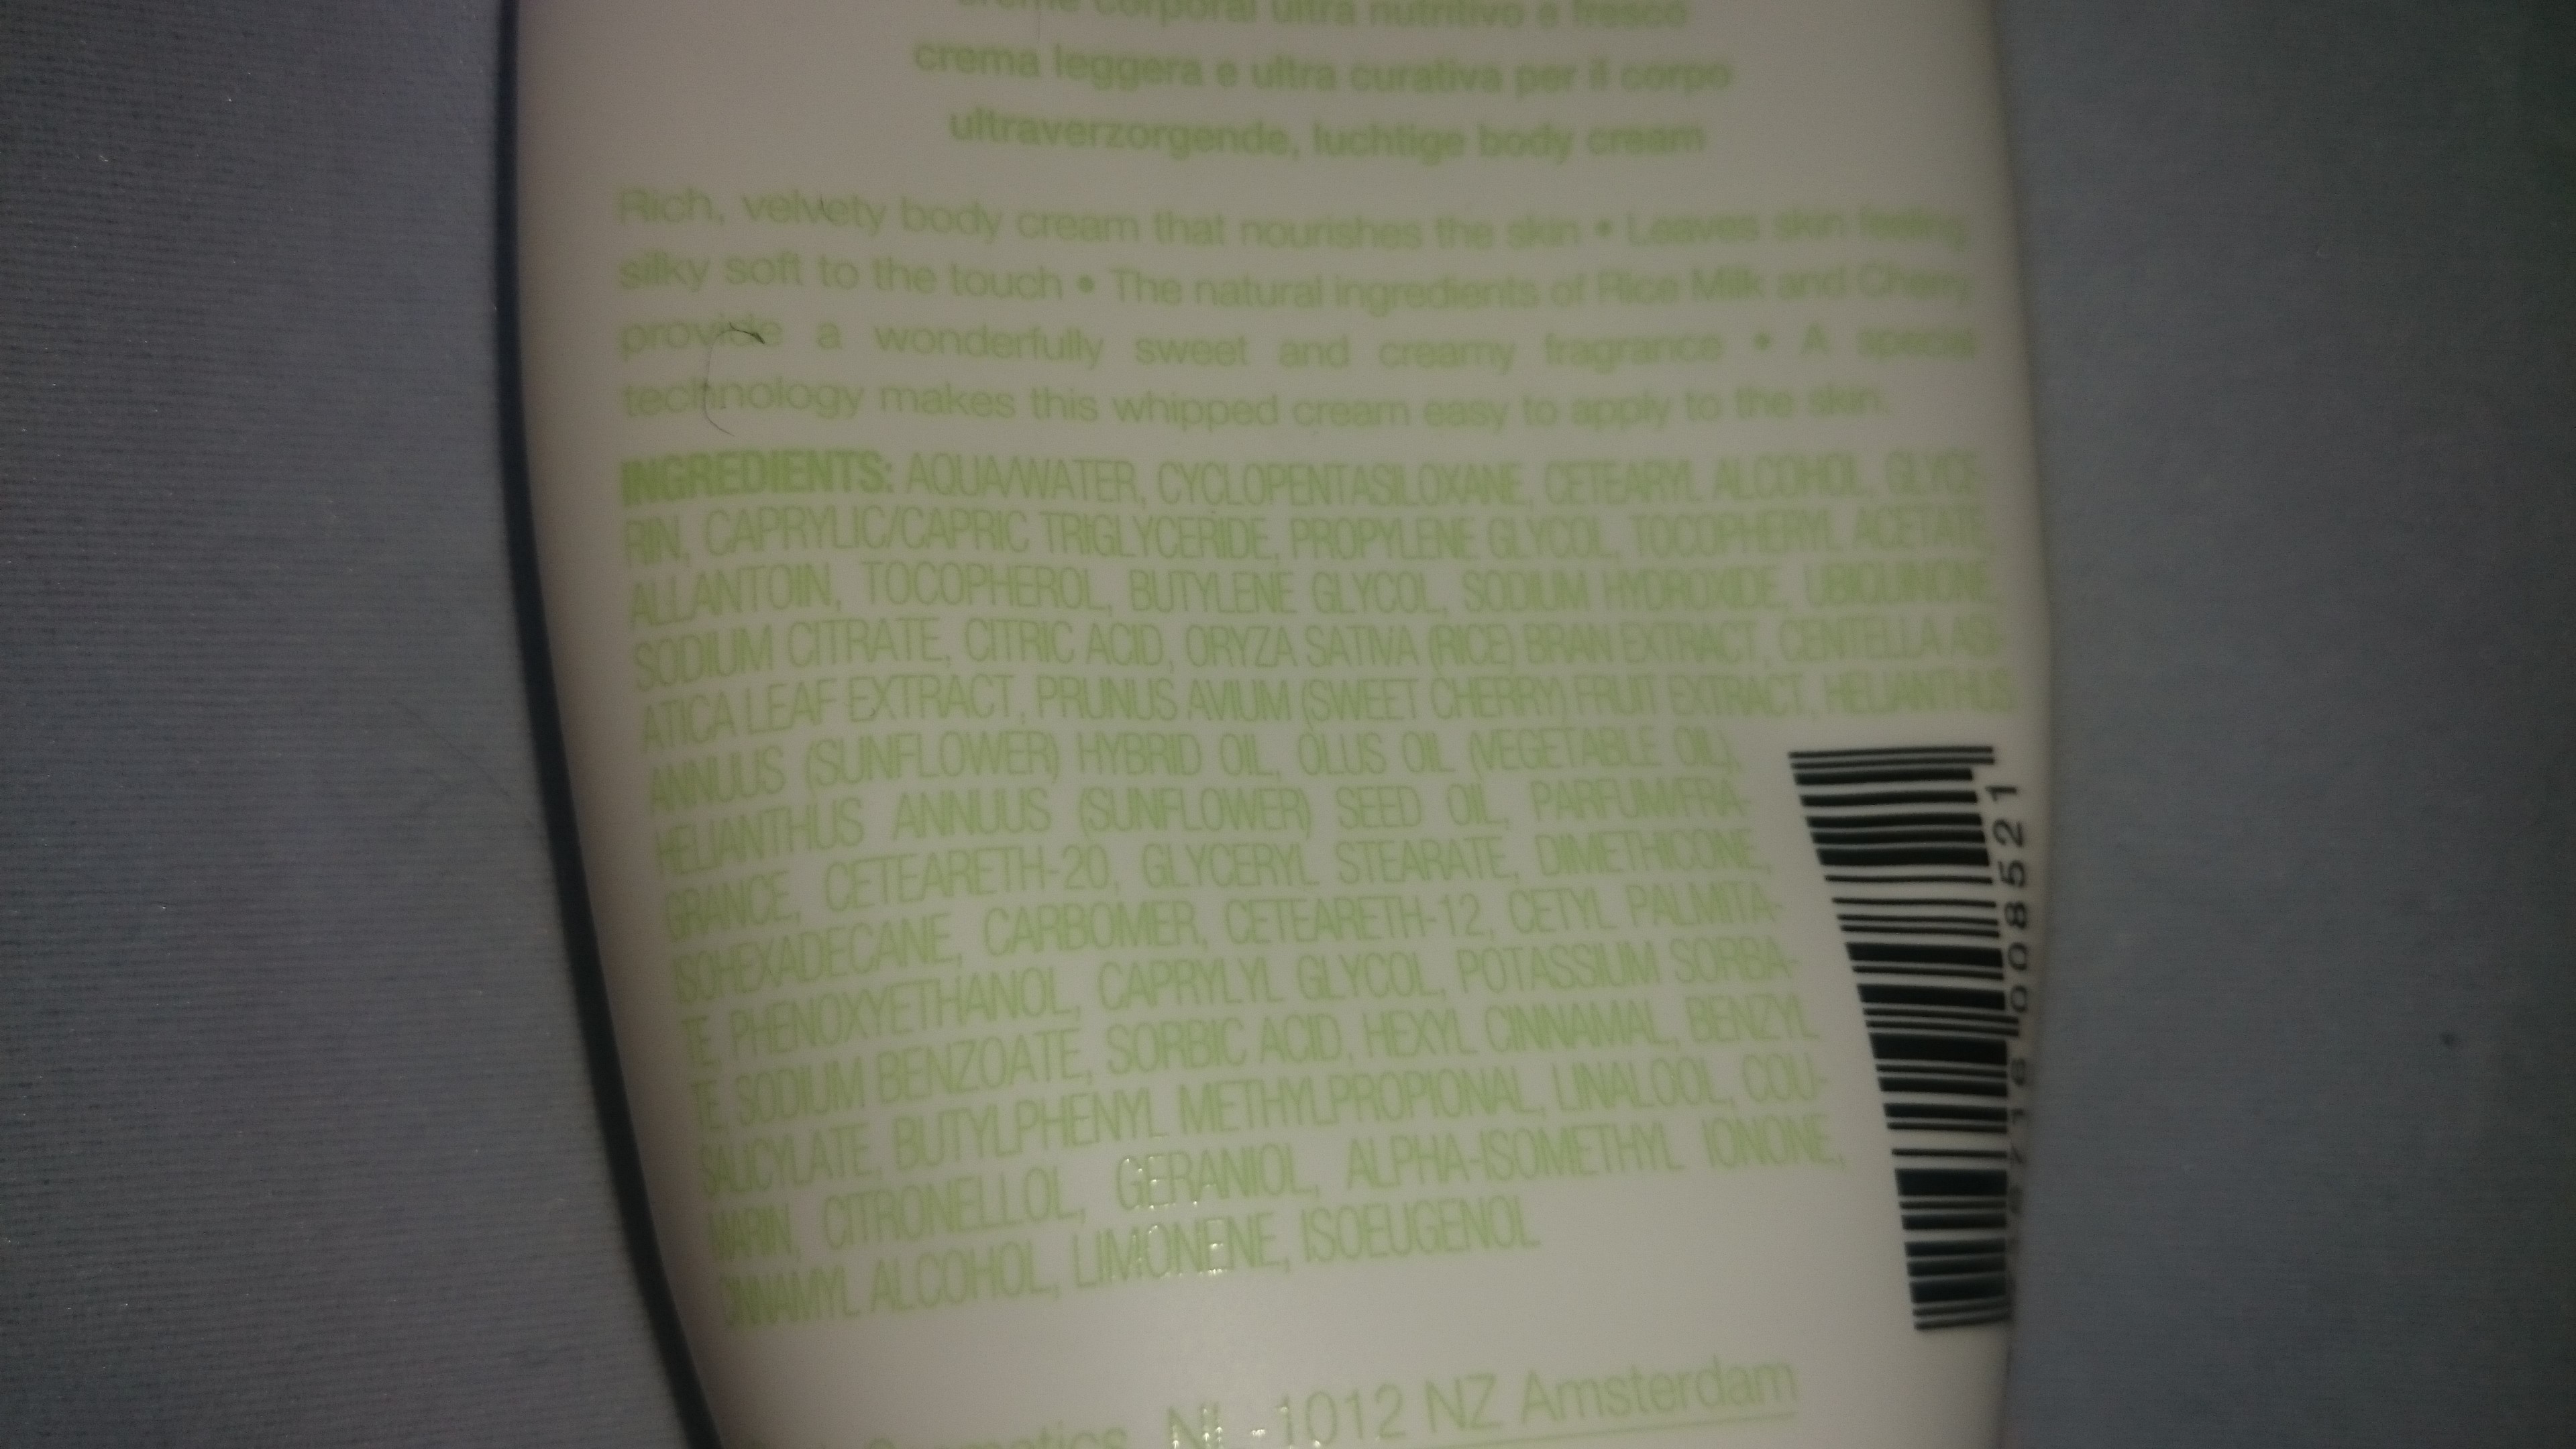 creme corporal ultra nutritivo e fresco
crema leggera e ultra curativa per il corpo
ultraverzorgende, luchtige body cream
Rich, velvety body cream that nourishes the skin • Leaves skin feeling
silky soft to the touch • The natural ingredients of Rice Milk and Cherry
provide a wonderfully sweet and creamy fragrance • A special
technology makes this whipped cream easy to apply to the skin.
INGREDIENTS: AQUA/WATER, CYCLOPENTASILOXANE, CETEARYL ALCOHOL, GLYCE-
RIN, CAPRYLIC/CAPRIC TRIGLYCERIDE, PROPYLENE GLYCOL, TOCOPHERYL ACETATE,
ALLANTOIN, TOCOPHEROL, BUTYLENE GLYCOL, SODIUM HYDROXIDE, UBIQUINONE,
SODIUM CITRATE, CITRIC ACID, ORYZA SATIVA (RICE) BRAN EXTRACT, CENTELLA ASI-
ATICA LEAF EXTRACT, PRUNUS AVIUM (SWEET CHERRY) FRUIT EXTRACT, HELIANTHUS
ANNUUS (SUNFLOWER) HYBRID OIL, OLUS OIL (VEGETABLE OIL),
HELIANTHUS ANNUUS (SUNFLOWER) SEED OIL, PARFUM/FRA-
GRANCE, CETEARETH-20, GLYCERYL STEARATE, DIMETHICONE,
ISOHEXADECANE, CARBOMER, CETEARETH-12, CETYL PALMITA-
TE, PHENOXYETHANOL, CAPRYLYL GLYCOL, POTASSIUM SORBA-
TE, SODIUM BENZOATE, SORBIC ACID, HEXYL CINNAMAL, BENZYL
SALICYLATE, BUTYLPHENYL METHYLPROPIONAL, LINALOOL, COU-
MARIN, CITRONELLOL, GERANIOL, ALPHA-ISOMETHYL IONONE,
CINNAMYL ALCOHOL, LIMONENE, ISOEUGENOL
008521
Cosmetics, NL-1012 NZ Amsterdam